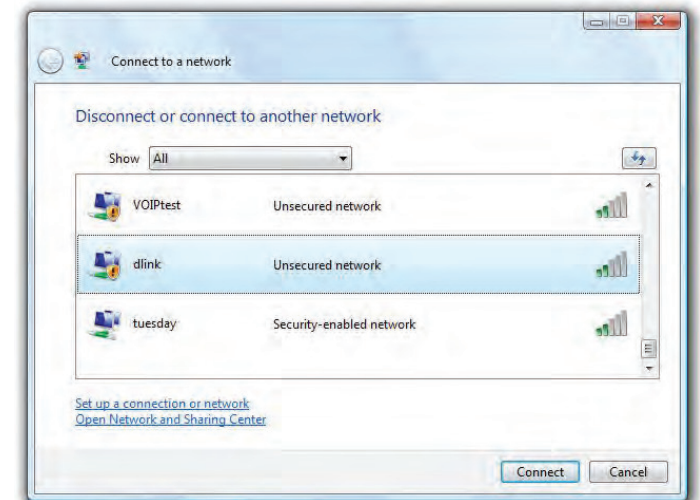 Connect to a network
Disconnect or connect to another network
Show All
VOIPtest Unsecured network
dlink Unsecured network
tuesday Security-enabled network
Set up a connection or network
Open Network and Sharing Center
Connect Cancel